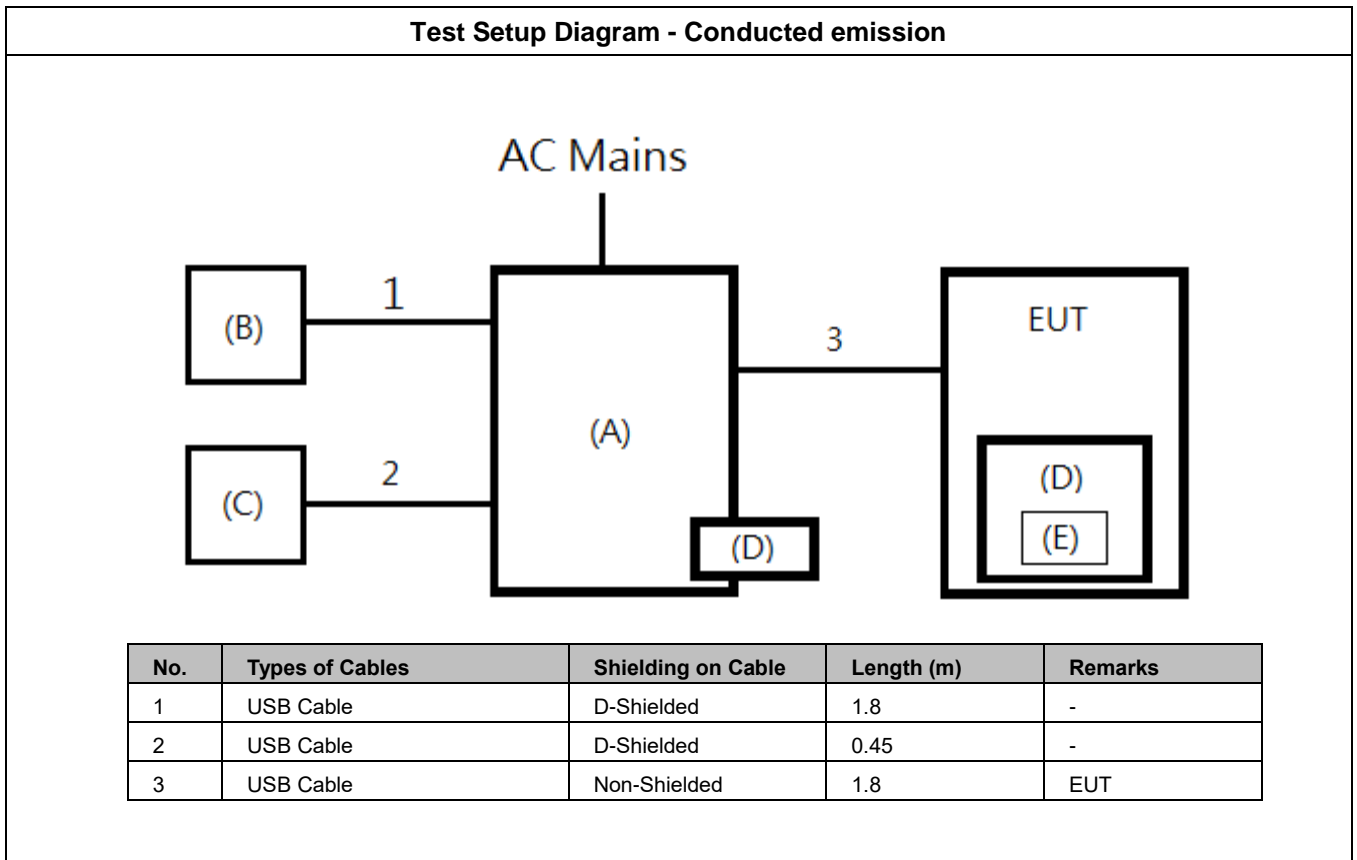 Test Setup Diagram - Conducted emission
AC Mains
(B)
1
(A)
3
EUT
(C)
2
(D)
(D)
(E)
No. Types of Cables Shielding on Cable Length (m) Remarks
1 USB Cable D-Shielded 1.8 -
2 USB Cable D-Shielded 0.45 -
3 USB Cable Non-Shielded 1.8 EUT